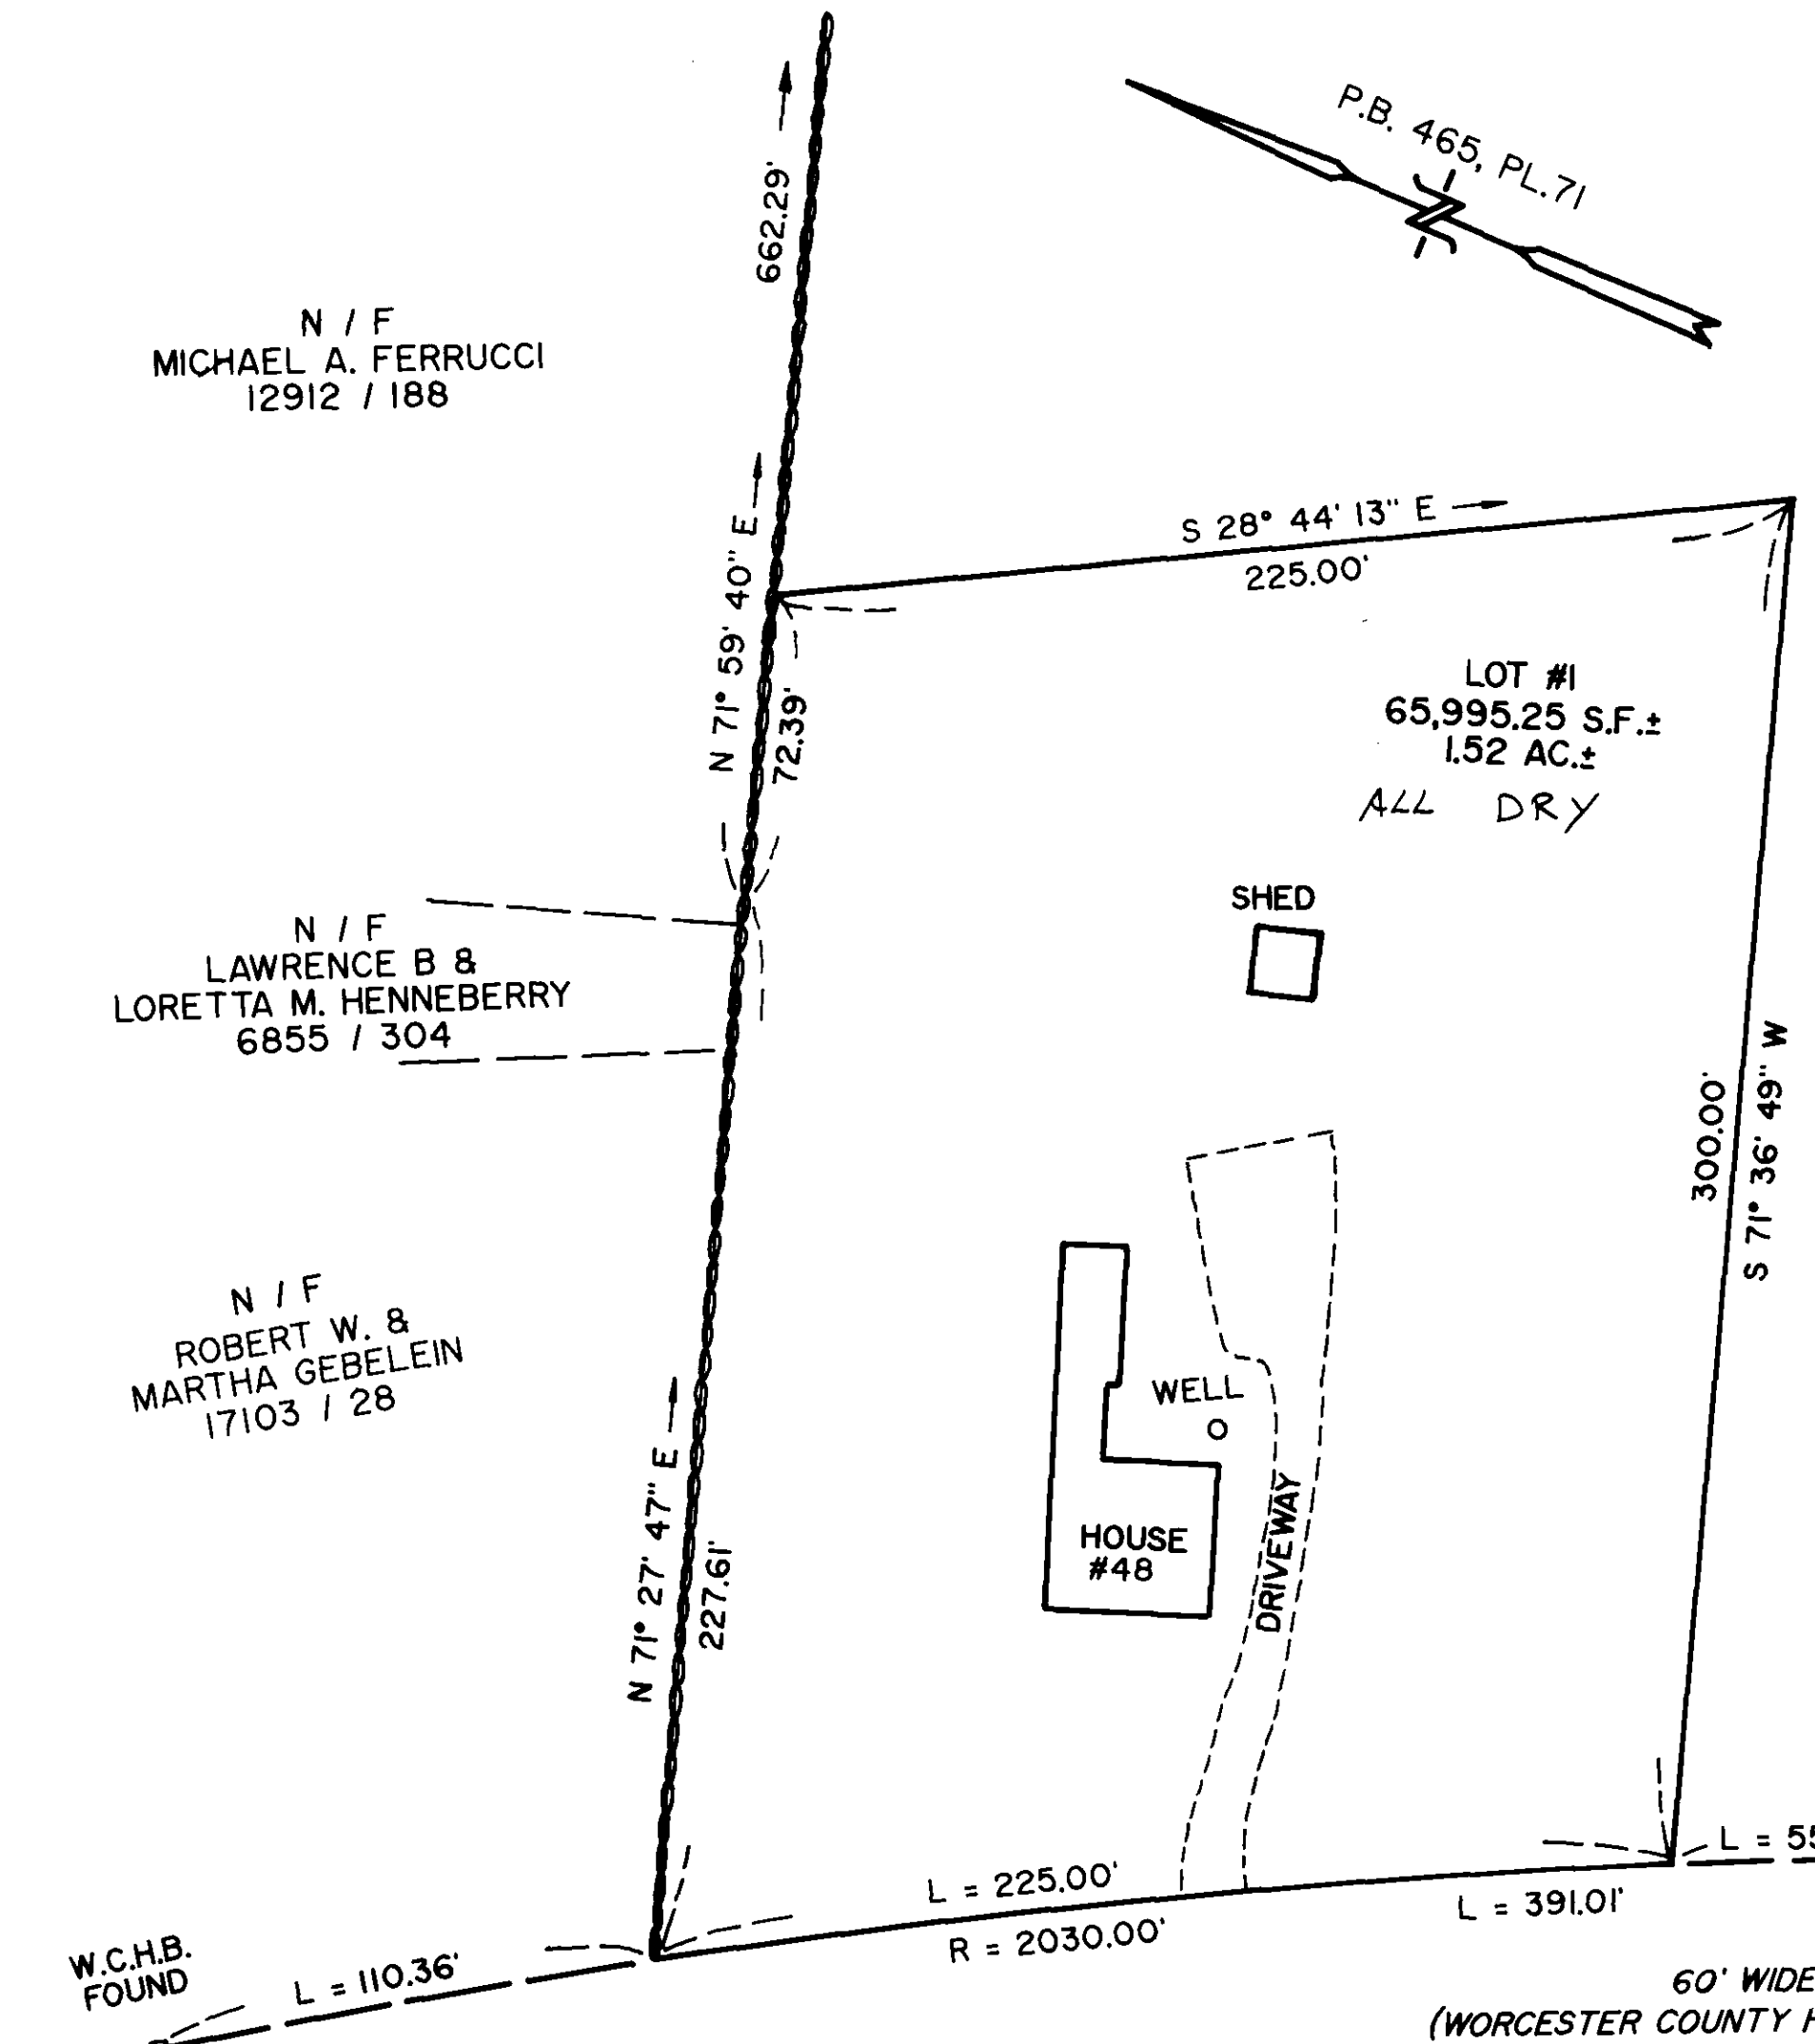 P.B. 465, PL.71
662.29'
N / F
MICHAEL A. FERRUCCI
12912 / 188
S 28° 44' 13" E
225.00'
N 71° 59' 40" E
72.39'
LOT #1
65,995.25 S.F.±
1.52 AC.±
ALL DRY
SHED
N / F
LAWRENCE B &
LORETTA M. HENNEBERRY
6855 / 304
300.00'
S 71° 36' 49" W
N / F
ROBERT W. &
MARTHA GEBELEIN
17103 / 28
WELL
N 71° 27' 47" E
227.61'
HOUSE
#48
DRIVEWAY
L = 225.00'
R = 2030.00'
L = 391.01'
L = 55
W.C.H.B.
FOUND
L = 110.36'
60' WIDE
(WORCESTER COUNTY H